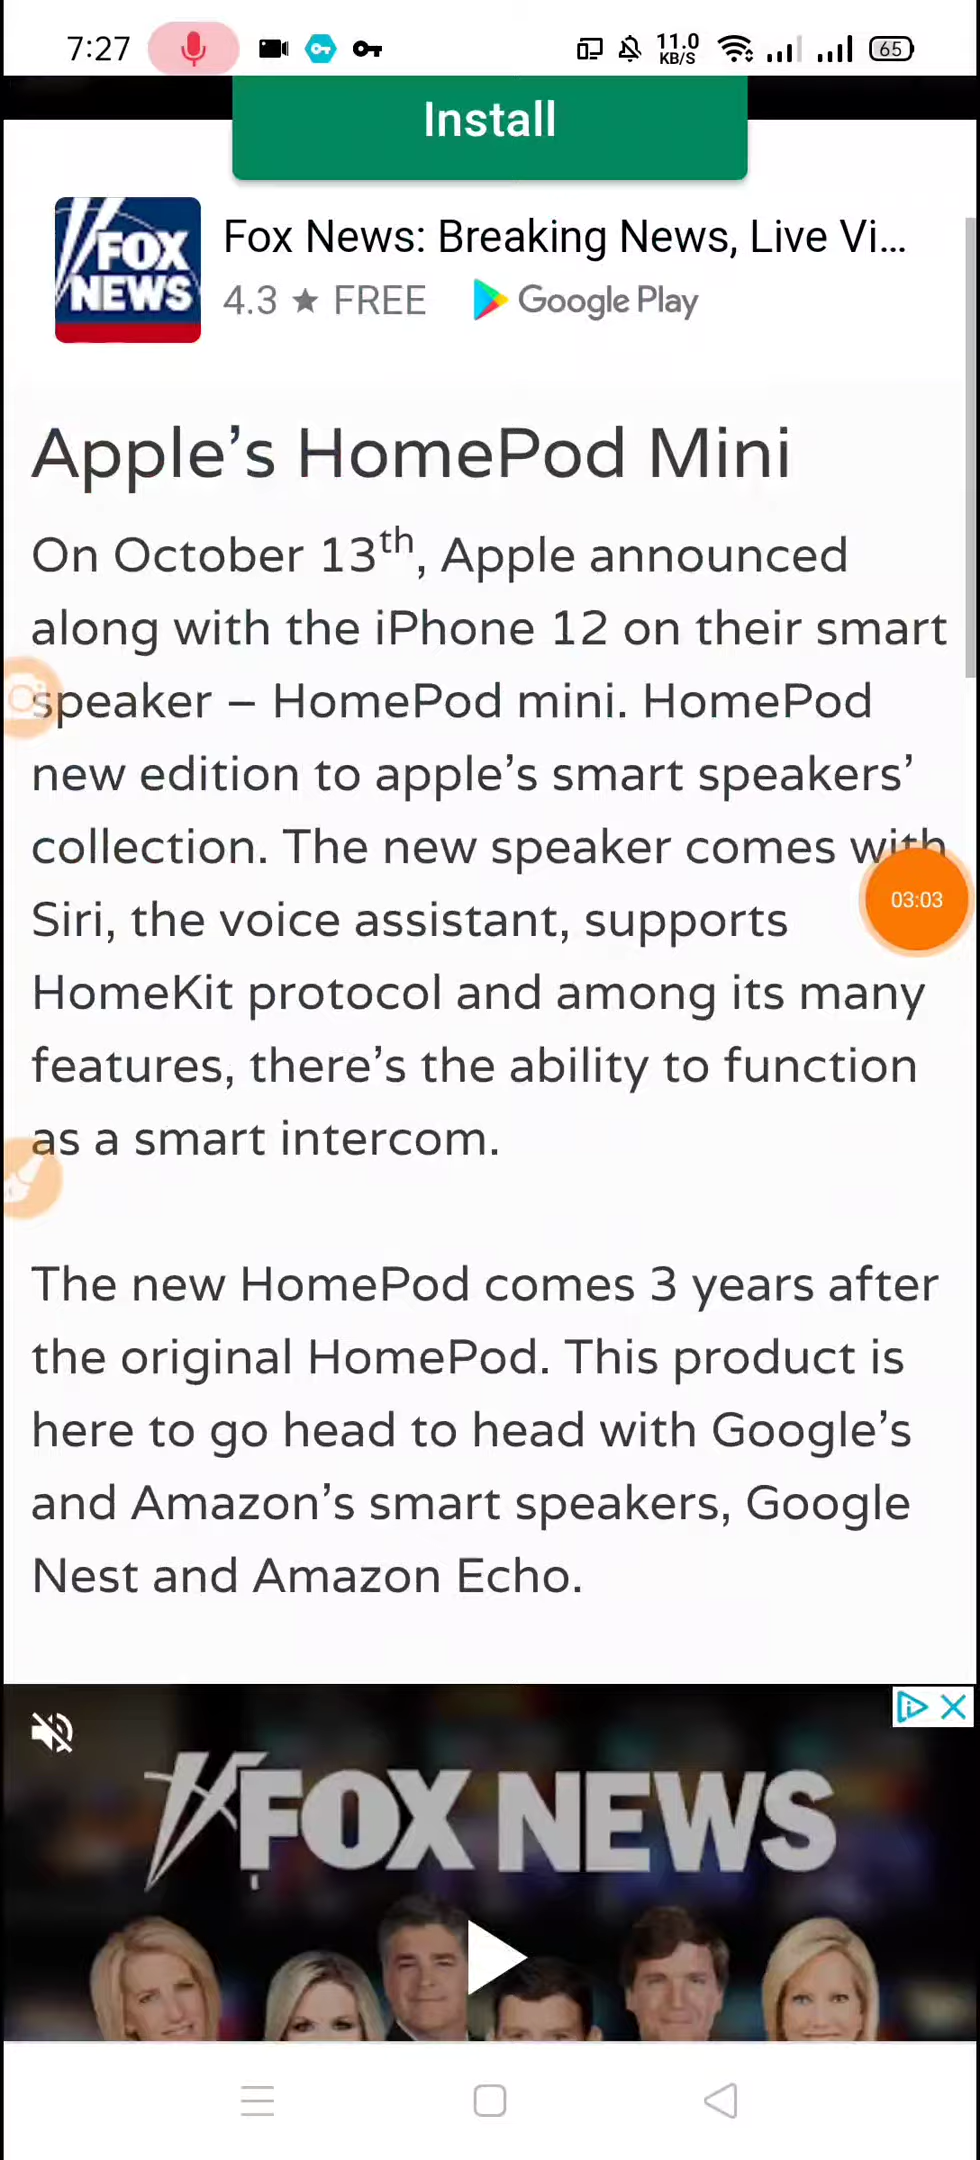 7:27
11.0
KB/S
65
Install
FOX
NEWS
Fox News: Breaking News, Live Vi...
4.3 ★ FREE Google Play
Apple’s HomePod Mini
On October 13th, Apple announced
along with the iPhone 12 on their smart
speaker – HomePod mini. HomePod
new edition to apple’s smart speakers’
collection. The new speaker comes with
03:03
Siri, the voice assistant, supports
HomeKit protocol and among its many
features, there’s the ability to function
as a smart intercom.
The new HomePod comes 3 years after
the original HomePod. This product is
here to go head to head with Google’s
and Amazon’s smart speakers, Google
Nest and Amazon Echo.
FOX NEWS